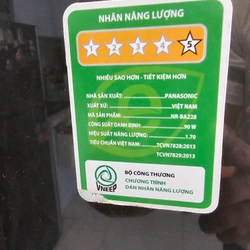 NHÃN NĂNG LƯỢNG
1 2 3 4 5
NHIỀU SAO HƠN - TIẾT KIỆM HƠN
NHÀ SẢN XUẤT: PANASONIC
XUẤT XỨ: VIỆT NAM
MÃ SẢN PHẨM: NR-BA228
CÔNG SUẤT DANH ĐỊNH: 90 W
HIỆU SUẤT NĂNG LƯỢNG: 1.70
TIÊU CHUẨN VIỆT NAM: TCVN7828:2013
TCVN7829:2013
BỘ CÔNG THƯƠNG
CHƯƠNG TRÌNH
DÁN NHÃN NĂNG LƯỢNG
VNEEP